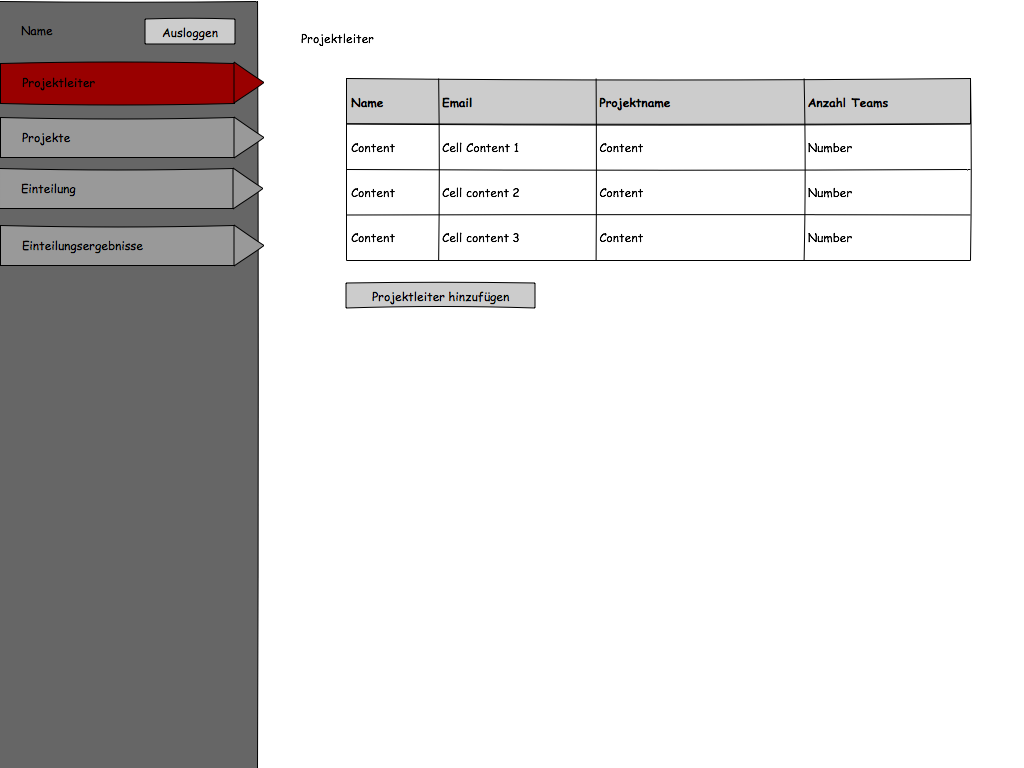 Name
Ausloggen
Projektleiter
Projekte
Einteilung
Einteilungsergebnisse
Projektleiter
Name Email Projektname Anzahl Teams
Content Cell Content 1 Content Number
Content Cell content 2 Content Number
Content Cell content 3 Content Number
Projektleiter hinzufügen